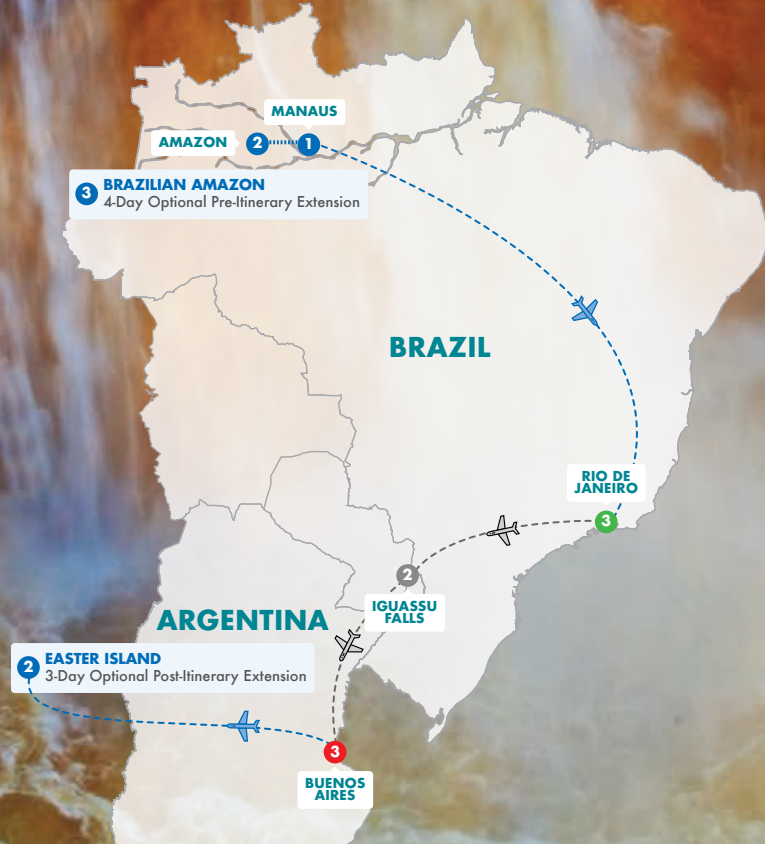 MANAUS
AMAZON
2
1
3
BRAZILIAN AMAZON
4-Day Optional Pre-Itinerary Extension
BRAZIL
RIO DE
JANEIRO
3
2
IGUASSU
FALLS
ARGENTINA
2
EASTER ISLAND
3-Day Optional Post-Itinerary Extension
3
BUENOS
AIRES